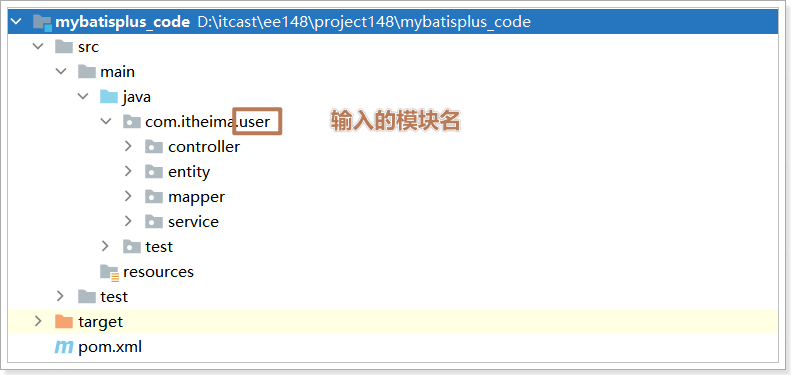 mybatisplus_code D:\itcast\ee148\project148\mybatisplus_code
src
main
java
com.itheima.user 输入的模块名
controller
entity
mapper
service
test
resources
test
target
m pom.xml